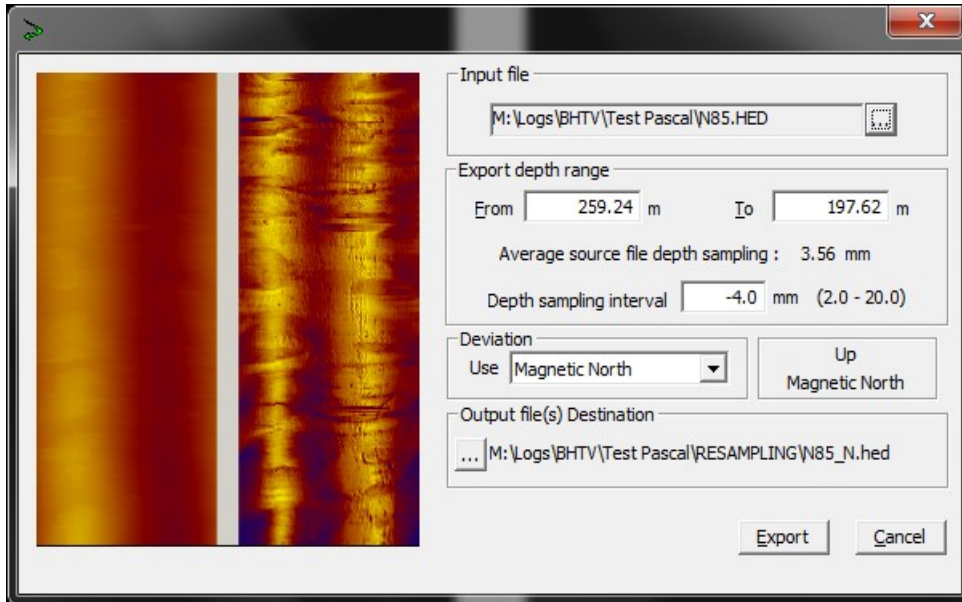 Input file
M:\Logs\BHTV\Test Pascal\N85.HED
...
Export depth range
From 259.24 m To 197.62 m
Average source file depth sampling : 3.56 mm
Depth sampling interval -4.0 mm (2.0 - 20.0)
Deviation
Use Magnetic North
Up
Magnetic North
Output file(s) Destination
... M:\Logs\BHTV\Test Pascal\RESAMPLING\N85_N.hed
Export Cancel